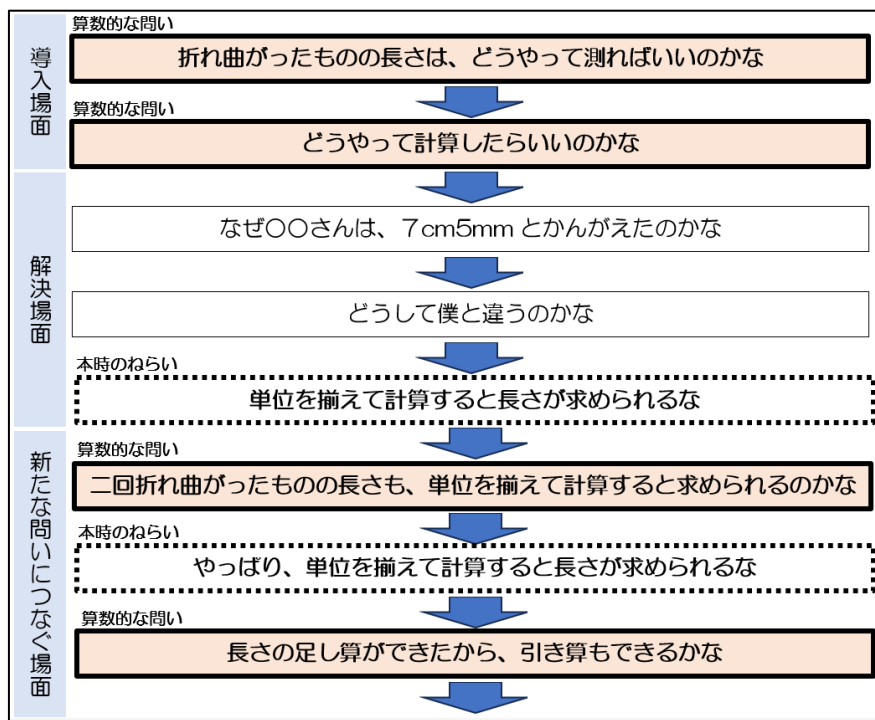 導入場面
算数的な問い
折れ曲がったものの長さは、どうやって測ればいいのかな
算数的な問い
どうやって計算したらいいのかな
解決場面
なぜ〇〇さんは、7cm5mm とかんがえたのかな
どうして僕と違うのかな
本時のねらい
単位を揃えて計算すると長さが求められるな
新たな問いにつなぐ場面
算数的な問い
二回折れ曲がったものの長さも、単位を揃えて計算すると求められるのかな
本時のねらい
やっぱり、単位を揃えて計算すると長さが求められるな
算数的な問い
長さの足し算ができたから、引き算もできるかな